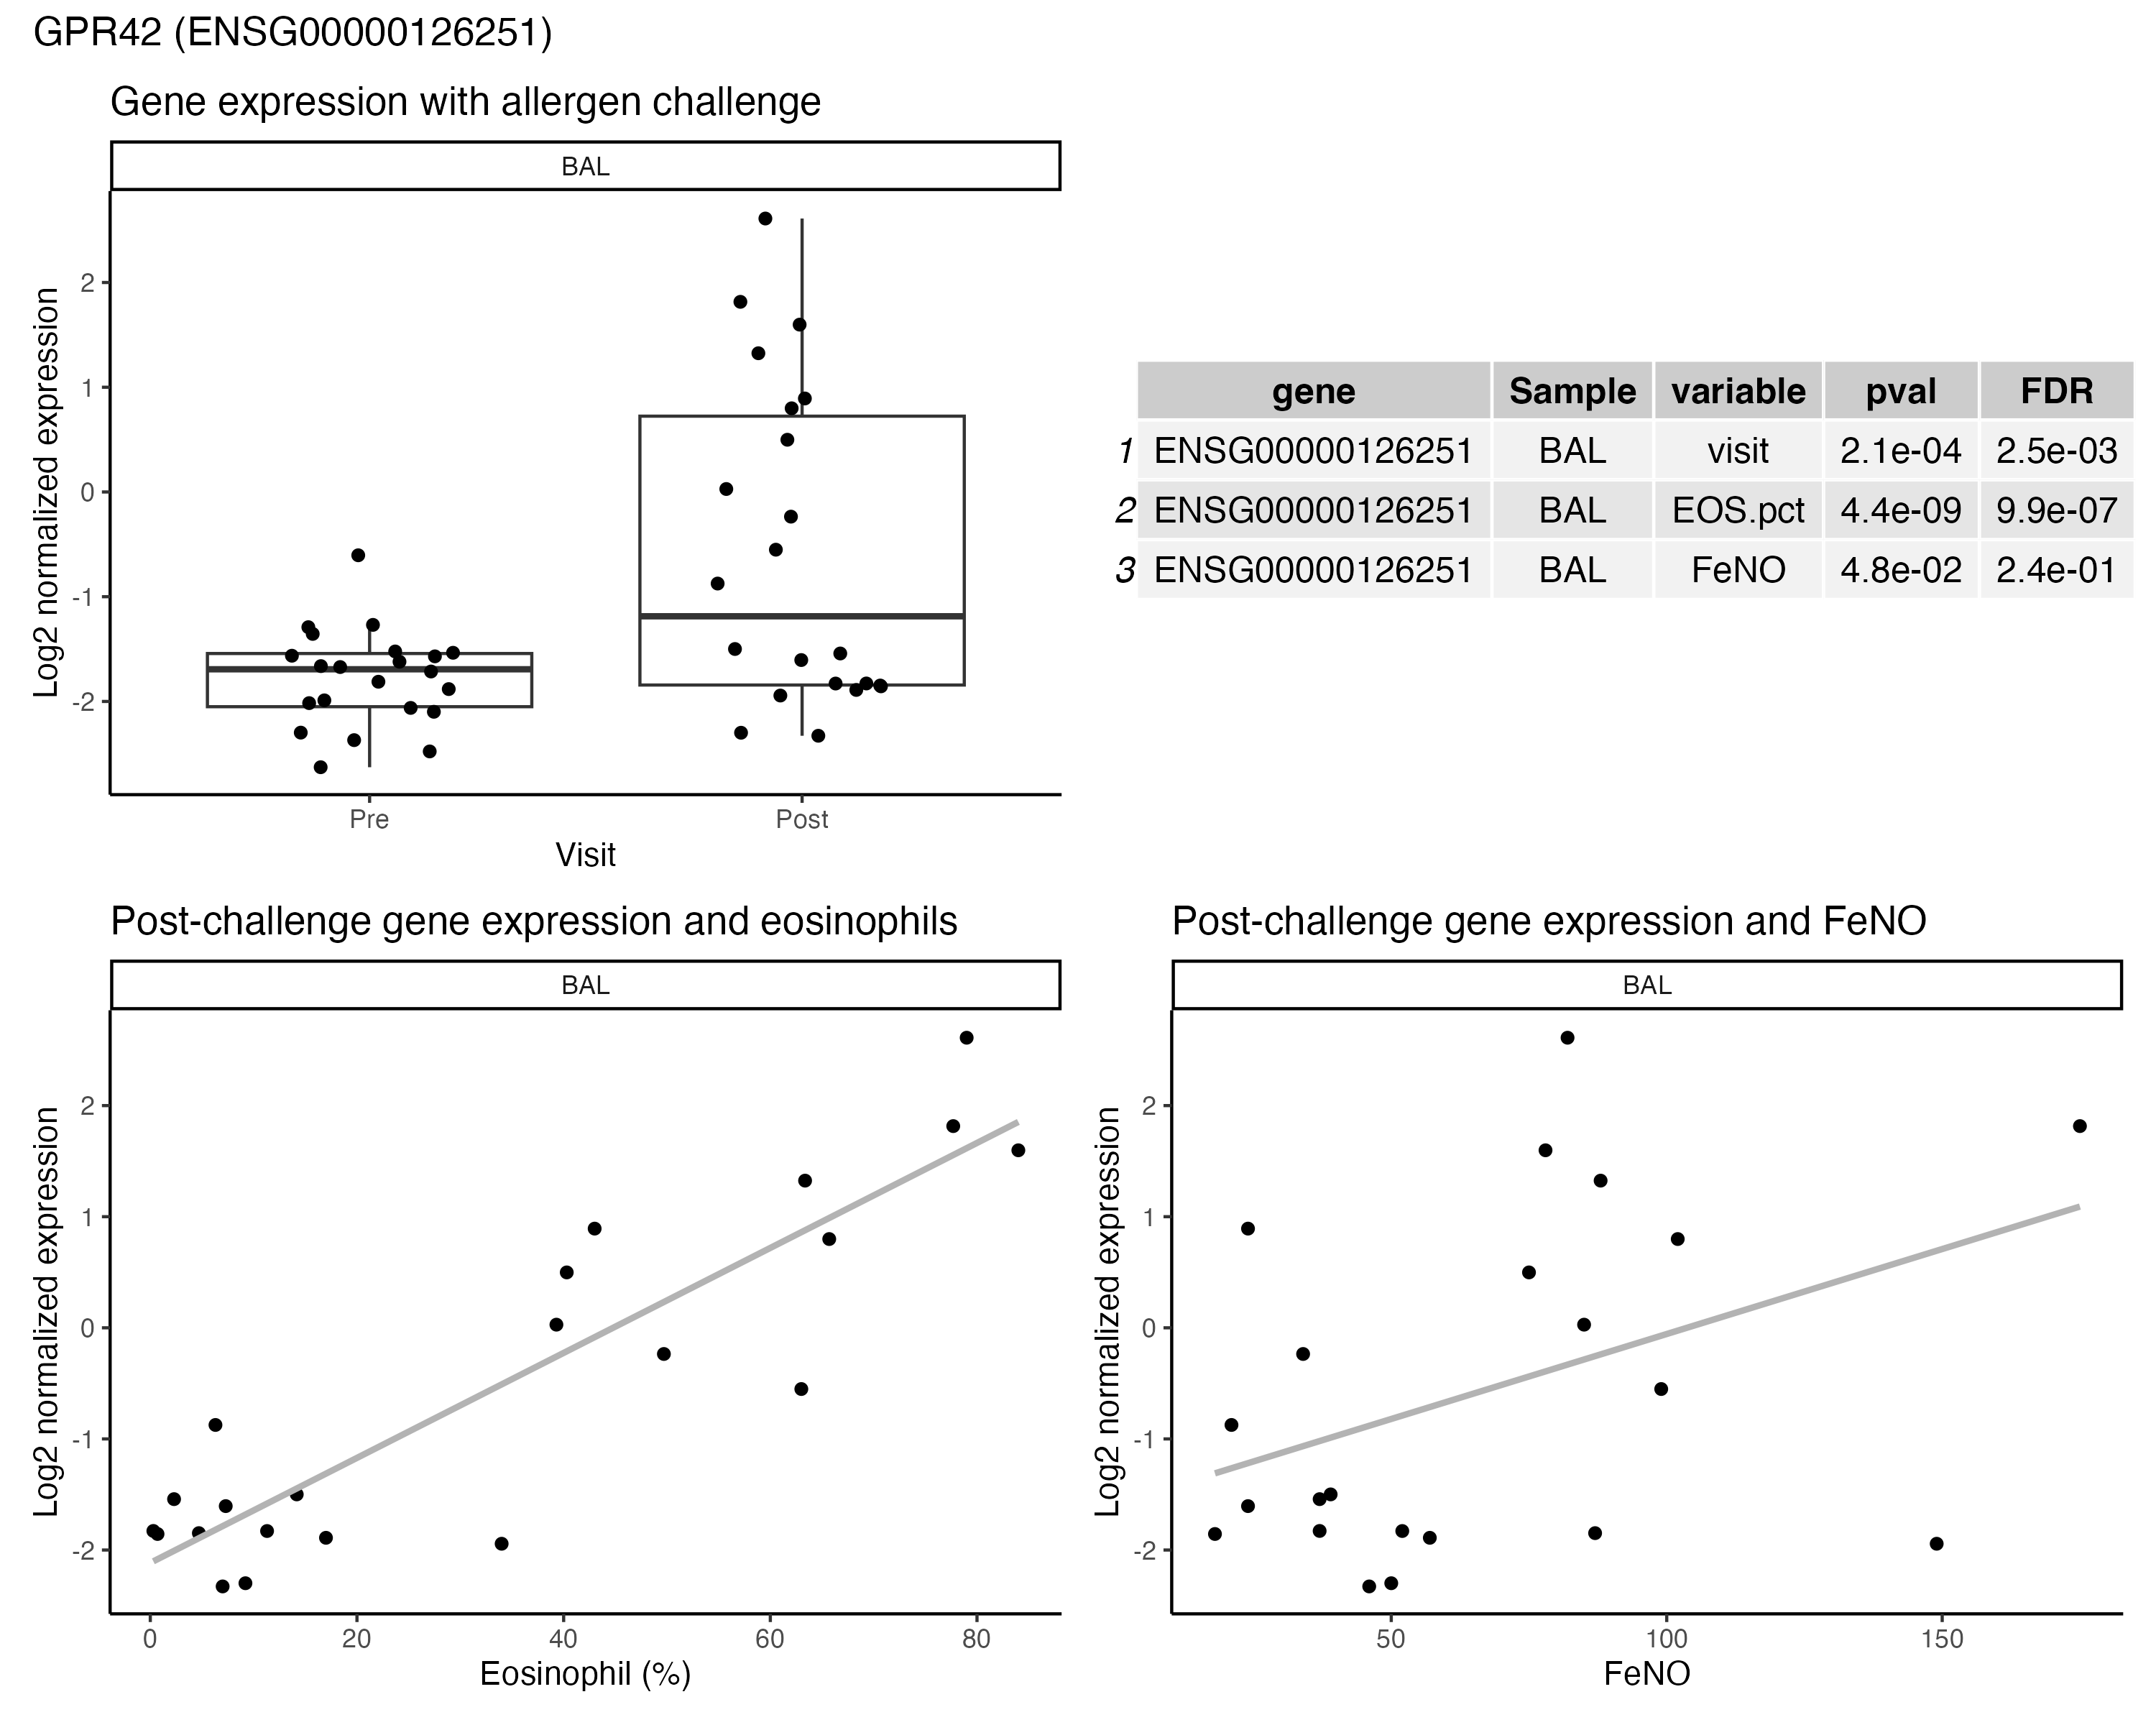 GPR42 (ENSG00000126251)
Gene expression with allergen challenge
BAL
Log2 normalized expression
2
1
0
-1
-2
Pre Post
Visit
gene Sample variable pval FDR
1 ENSG00000126251 BAL visit 2.1e-04 2.5e-03
2 ENSG00000126251 BAL EOS.pct 4.4e-09 9.9e-07
3 ENSG00000126251 BAL FeNO 4.8e-02 2.4e-01
Post-challenge gene expression and eosinophils
BAL
Log2 normalized expression
2
1
0
-1
-2
0 20 40 60 80
Eosinophil (%)
Post-challenge gene expression and FeNO
BAL
Log2 normalized expression
2
1
0
-1
-2
50 100 150
FeNO